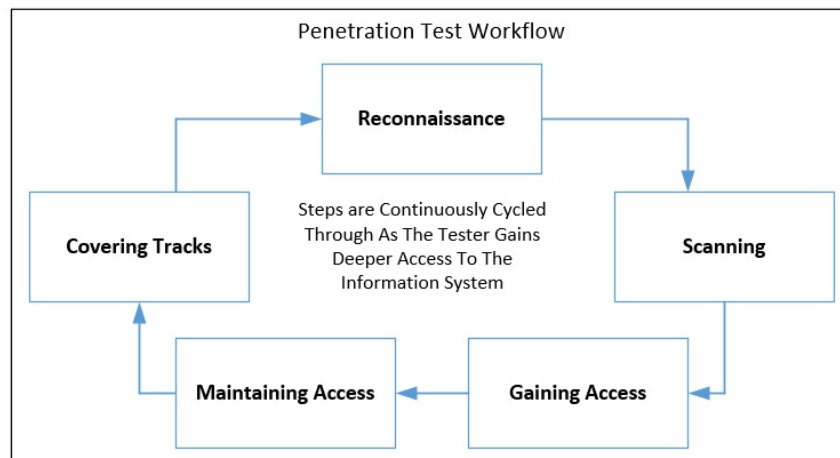 Penetration Test Workflow
Reconnaissance
Steps are Continuously Cycled
Through As The Tester Gains
Deeper Access To The
Information System
Covering Tracks
Scanning
Maintaining Access
Gaining Access